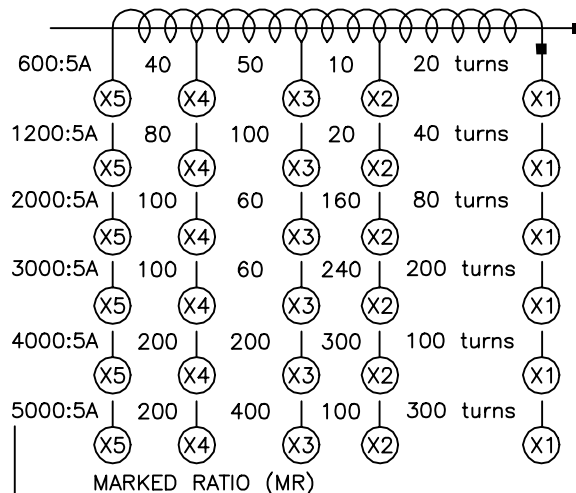 600:5A 40 50 10 20 turns
X5 X4 X3 X2 X1
1200:5A 80 100 20 40 turns
X5 X4 X3 X2 X1
2000:5A 100 60 160 80 turns
X5 X4 X3 X2 X1
3000:5A 100 60 240 200 turns
X5 X4 X3 X2 X1
4000:5A 200 200 300 100 turns
X5 X4 X3 X2 X1
5000:5A 200 400 100 300 turns
X5 X4 X3 X2 X1
MARKED RATIO (MR)